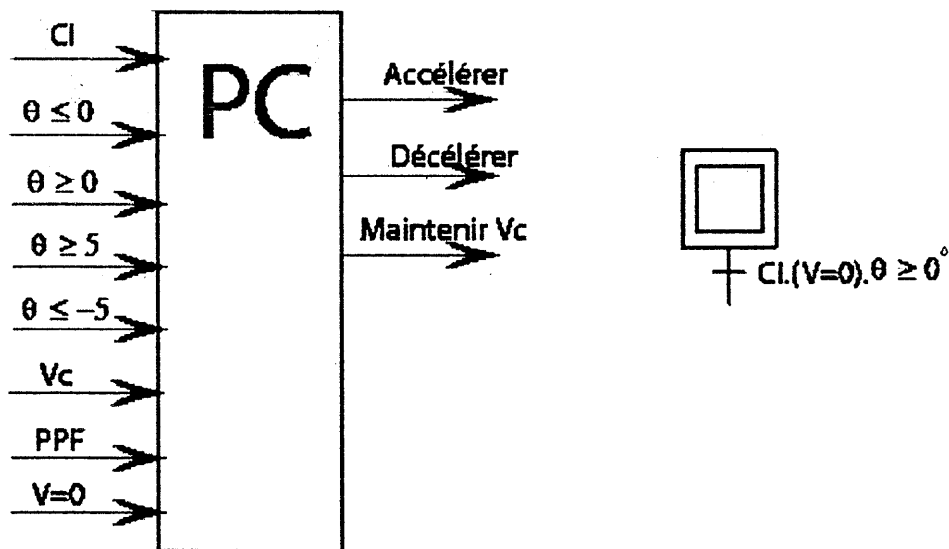 CI
θ ≤ 0
θ ≥ 0
θ ≥ 5
θ ≤ −5
Vc
PPF
V=0
PC
Accélérer
Décélérer
Maintenir Vc
CI.(V=0).θ ≥ 0°